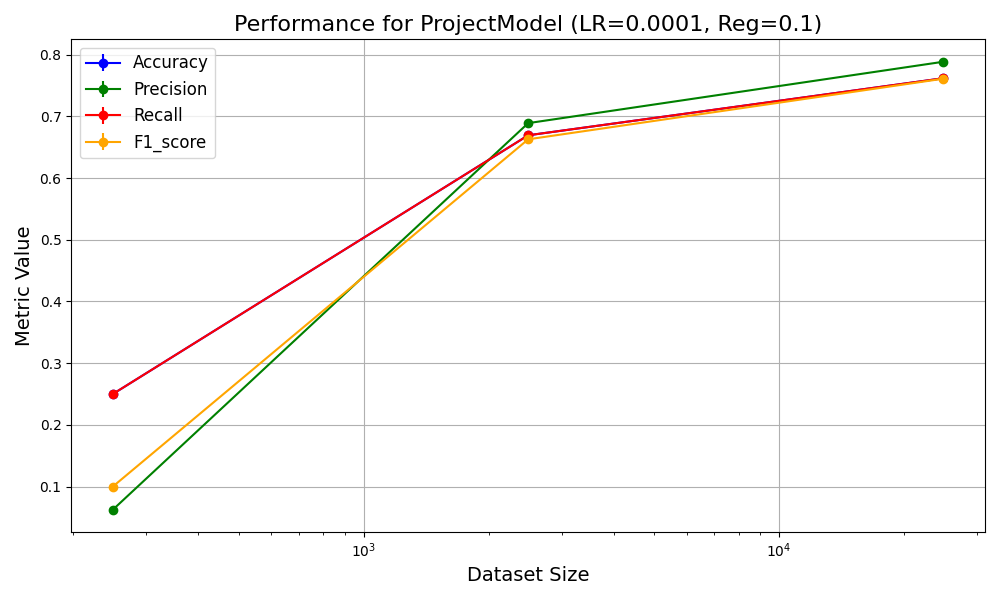 Performance for ProjectModel (LR=0.0001, Reg=0.1)
Accuracy
Precision
Recall
F1_score
Metric Value
0.8
0.7
0.6
0.5
0.4
0.3
0.2
0.1
10³
10⁴
Dataset Size